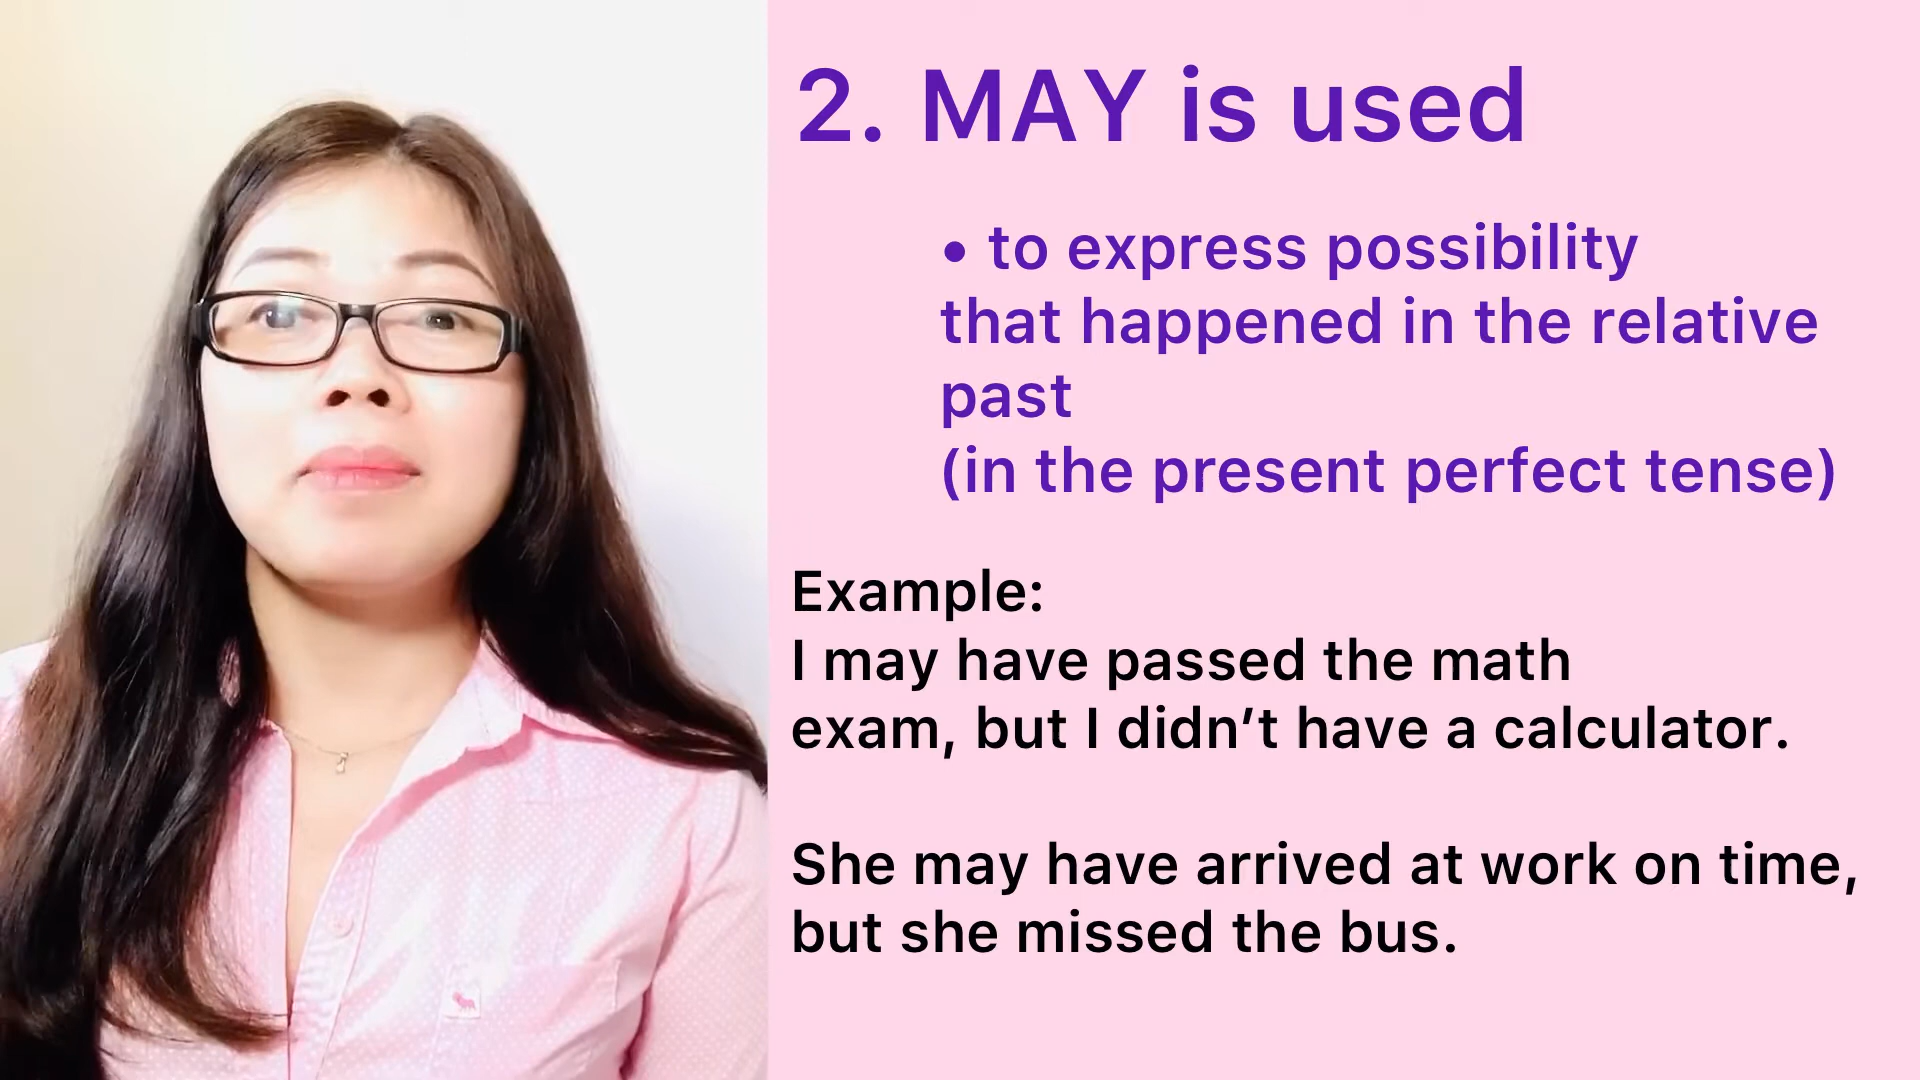 2. MAY is used
• to express possibility
that happened in the relative
past
(in the present perfect tense)
Example:
I may have passed the math
exam, but I didn’t have a calculator.
She may have arrived at work on time,
but she missed the bus.